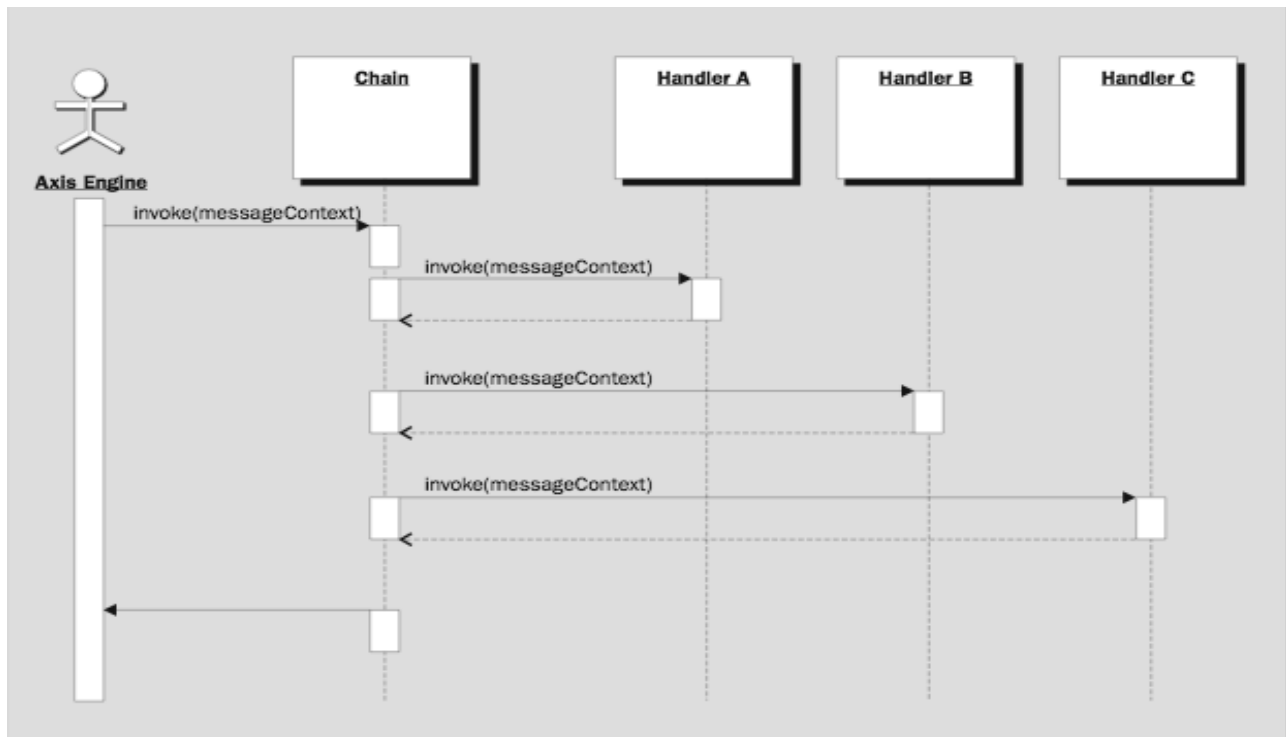 Chain
Handler A
Handler B
Handler C
Axis Engine
invoke(messageContext)
invoke(messageContext)
invoke(messageContext)
invoke(messageContext)